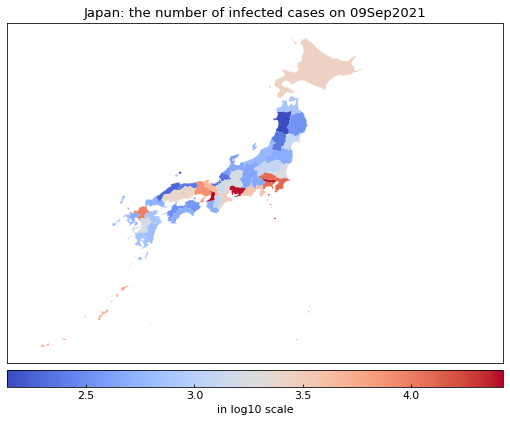 Japan: the number of infected cases on 09Sep2021
2.5 3.0 3.5 4.0
in log10 scale